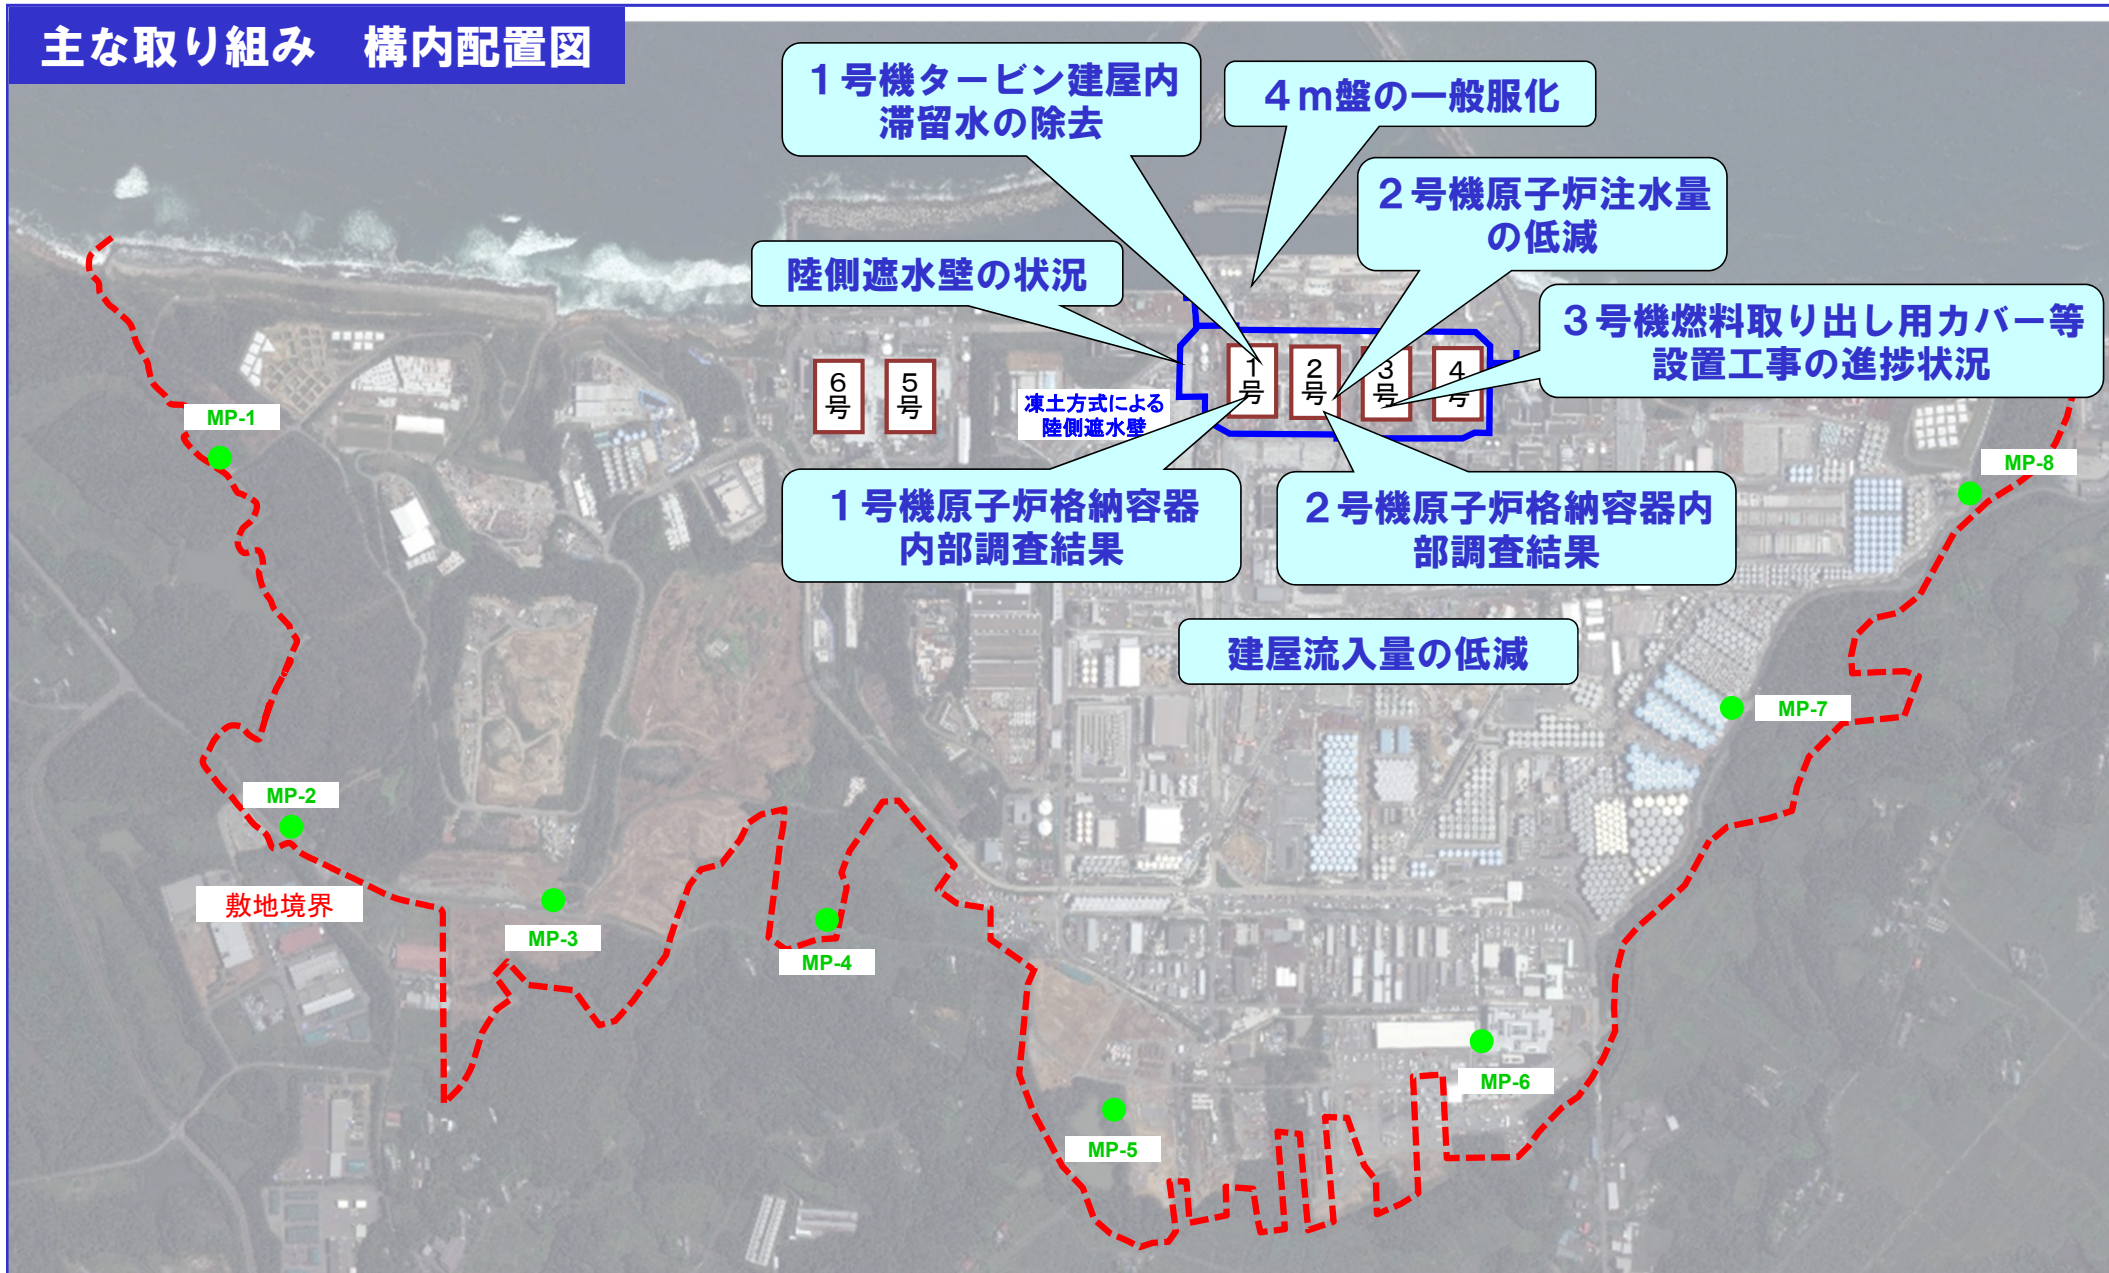 主な取り組み　構内配置図
１号機タービン建屋内
滞留水の除去
４ｍ盤の一般服化
２号機原子炉注水量
の低減
陸側遮水壁の状況
３号機燃料取り出し用カバー等
設置工事の進捗状況
６号
５号
１号
２号
３号
４号
凍土方式による
陸側遮水壁
MP-1
MP-8
１号機原子炉格納容器
内部調査結果
２号機原子炉格納容器内
部調査結果
建屋流入量の低減
MP-7
MP-2
敷地境界
MP-3
MP-4
MP-6
MP-5